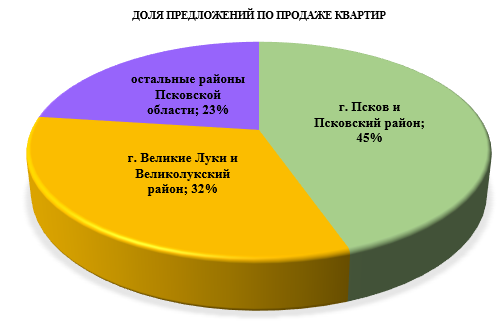 ДОЛЯ ПРЕДЛОЖЕНИЙ ПО ПРОДАЖЕ КВАРТИР
остальные районы
Псковской
области; 23%
г. Псков и
Псковский район;
45%
г. Великие Луки и
Великолукский
район; 32%